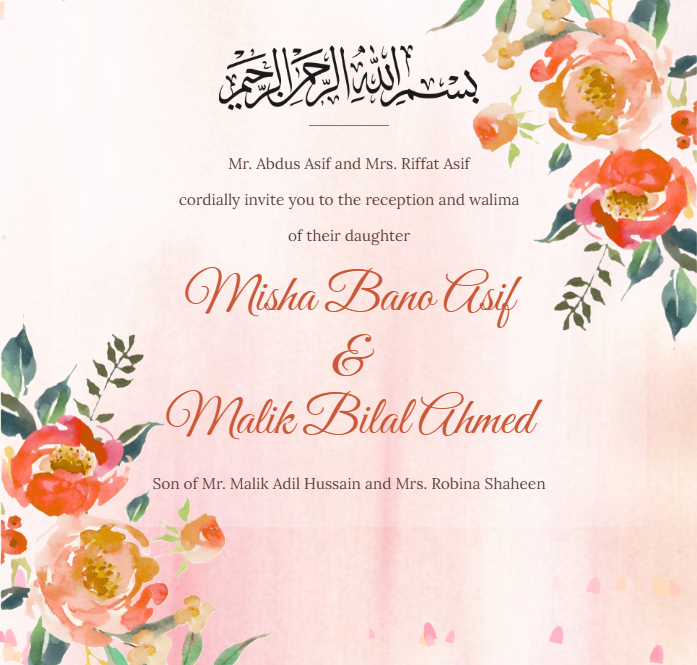 بسم الله الرحمن الرحيم
Mr. Abdus Asif and Mrs. Riffat Asif
cordially invite you to the reception and walima
of their daughter
Misha Bano Asif
&
Malik Bilal Ahmed
Son of Mr. Malik Adil Hussain and Mrs. Robina Shaheen